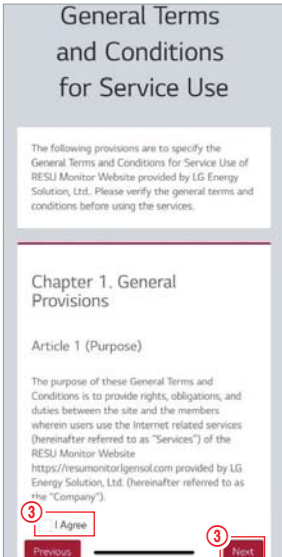 General Terms
and Conditions
for Service Use
The following provisions are to specify the
General Terms and Conditions for Service Use of
RESU Monitor Website provided by LG Energy
Solution, Ltd.. Please verify the general terms and
conditions before using the services.
Chapter 1. General
Provisions
Article 1 (Purpose)
The purpose of these General Terms and
Conditions is to provide rights, obligations, and
duties between the site and the members
wherein users use the Internet related services
(hereinafter referred to as "Services") of the
RESU Monitor Website
https://resumonitor.lgensol.com provided by LG
Energy Solution, Ltd. (hereinafter referred to as
the "Company").
③
I Agree
③
Previous
Next